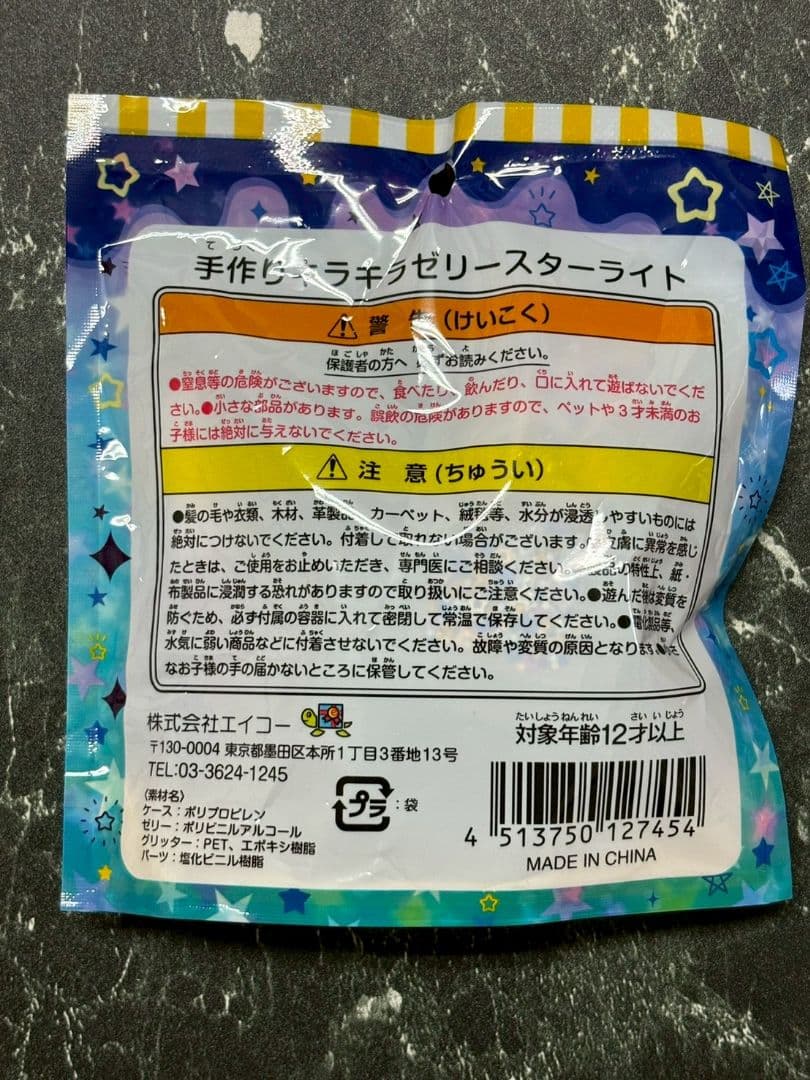 手作りキラキラゼリースターライト
警告(けいこく)
保護者の方へ 必ずお読みください。
●窒息等の危険がございますので、食べたり、飲んだり、口に入れて遊ばないでくだ
さい。●小さな部品があります。誤飲の危険がありますので、ペットや3才未満のお
子様には絶対に与えないでください。
注 意(ちゅうい)
●髪の毛や衣類、木材、革製品、カーペット、絨毯等、水分が浸透しやすいものには
絶対につけないでください。付着して取れない場合がございます。皮膚に異常を感じ
たときは、ご使用をお止めいただき、専門医にご相談ください。製品の特性上、紙・
布製品に浸潤する恐れがありますので取り扱いにご注意ください。●遊んだ後は変質を
防ぐため、必ず付属の容器に入れて密閉して常温で保存してください。●電化製品等、
水気に弱い商品などに付着させないでください。故障や変質の原因となります。
なお子様の手の届かないところに保管してください。
株式会社エイコー
〒130-0004 東京都墨田区本所1丁目3番地13号
TEL:03-3624-1245
対象年齢12才以上
〈素材名〉
ケース:ポリプロピレン
ゼリー:ポリビニルアルコール
グリッター:PET、エポキシ樹脂
パーツ:塩化ビニル樹脂
プラ:袋
4 513750 127454
MADE IN CHINA